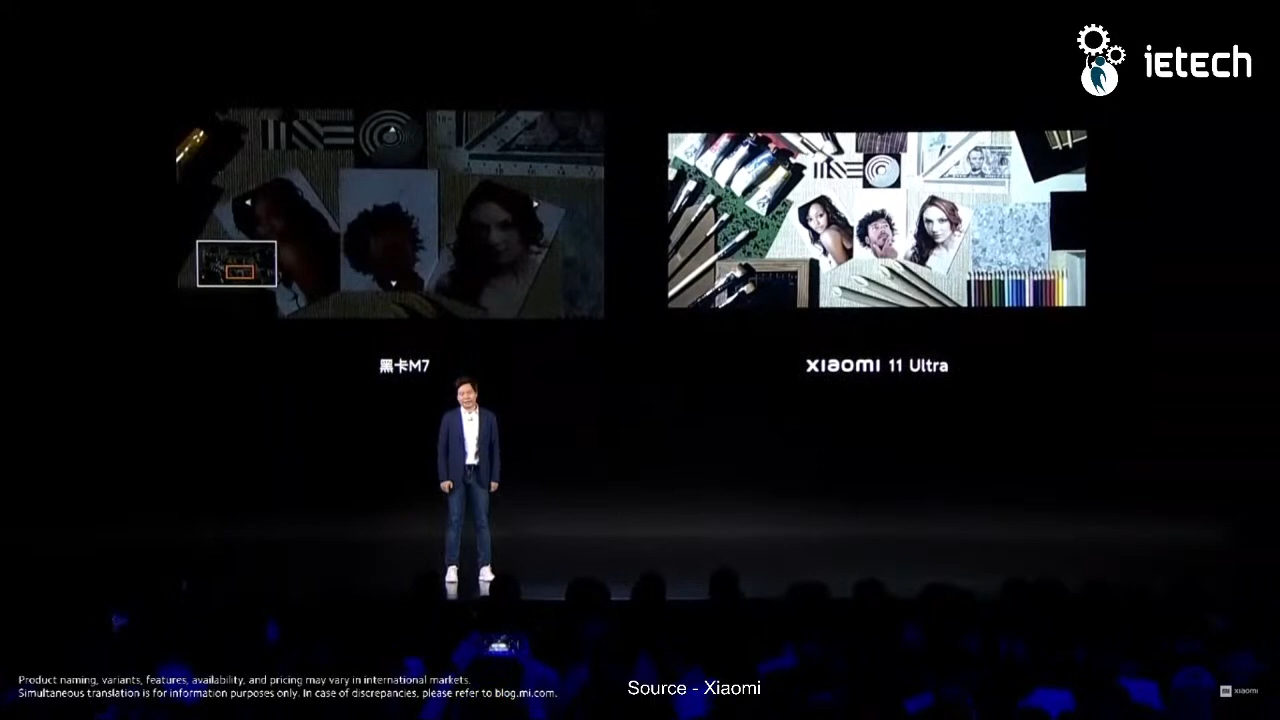 ietech
黑卡M7
xiaomi 11 Ultra
Product naming, variants, features, availability, and pricing may vary in international markets.
Simultaneous translation is for information purposes only. In case of discrepancies, please refer to blog.mi.com.
Source - Xiaomi
mi xiaomi